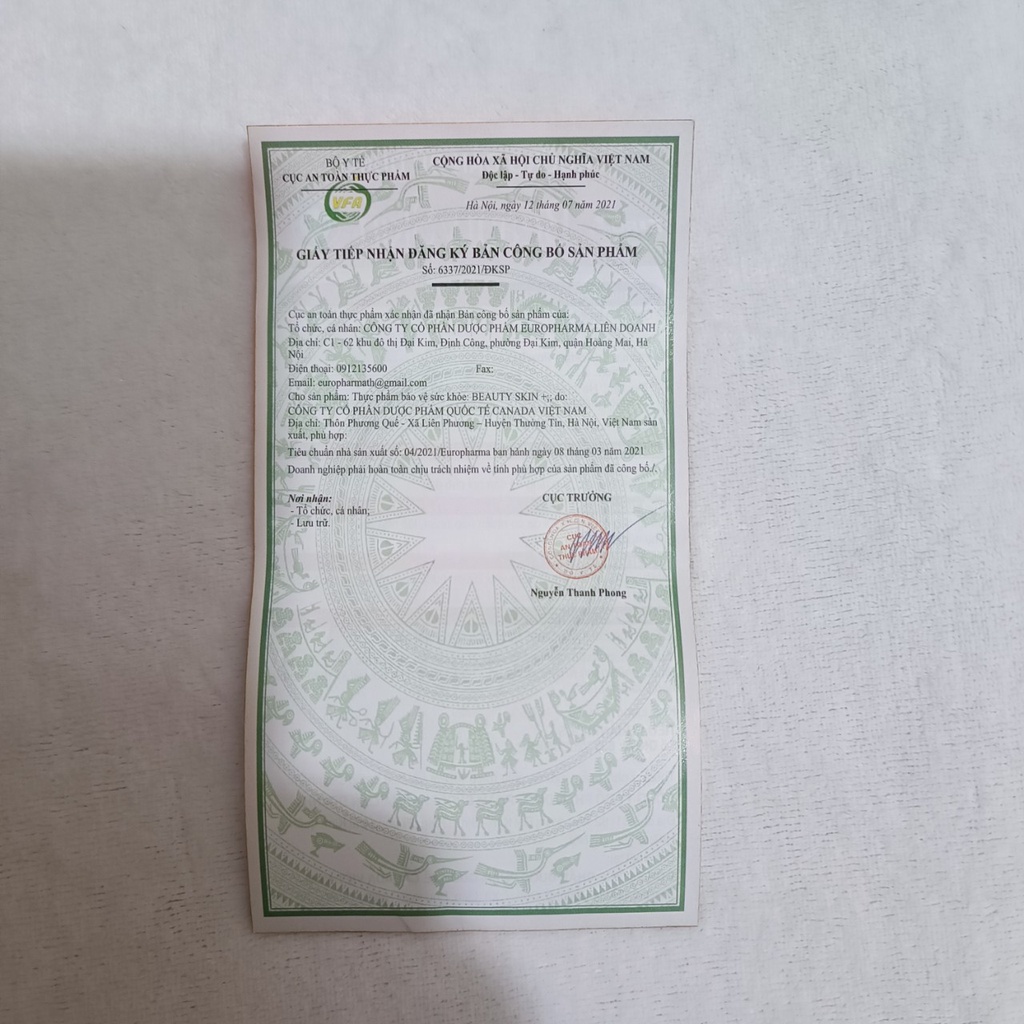 BỘ Y TẾ
CỤC AN TOÀN THỰC PHẨM
VFA
CỘNG HÒA XÃ HỘI CHỦ NGHĨA VIỆT NAM
Độc lập - Tự do - Hạnh phúc
Hà Nội, ngày 12 tháng 07 năm 2021
GIẤY TIẾP NHẬN ĐĂNG KÝ BẢN CÔNG BỐ SẢN PHẨM
Số: 6337/2021/ĐKSP
Cục an toàn thực phẩm xác nhận đã nhận Bản công bố sản phẩm của:
Tổ chức, cá nhân: CÔNG TY CỔ PHẦN DƯỢC PHẨM EUROPHARMA LIÊN DOANH
Địa chỉ: C1 - 62 khu đô thị Đại Kim, Định Công, phường Đại Kim, quận Hoàng Mai, Hà
Nội
Điện thoại: 0912135600 Fax:
Email: europharmath@gmail.com
Cho sản phẩm: Thực phẩm bảo vệ sức khỏe: BEAUTY SKIN +;; do:
CÔNG TY CỔ PHẦN DƯỢC PHẨM QUỐC TẾ CANADA VIỆT NAM
Địa chỉ: Thôn Phương Quế - Xã Liên Phương – Huyện Thường Tín, Hà Nội, Việt Nam sản
xuất, phù hợp:
Tiêu chuẩn nhà sản xuất số: 04/2021/Europharma ban hành ngày 08 tháng 03 năm 2021
Doanh nghiệp phải hoàn toàn chịu trách nhiệm về tính phù hợp của sản phẩm đã công bố./.
Nơi nhận:
- Tổ chức, cá nhân;
- Lưu trữ.
CỤC TRƯỞNG
CỤC
AN TOÀN
THỰC PHẨM
Nguyễn Thanh Phong